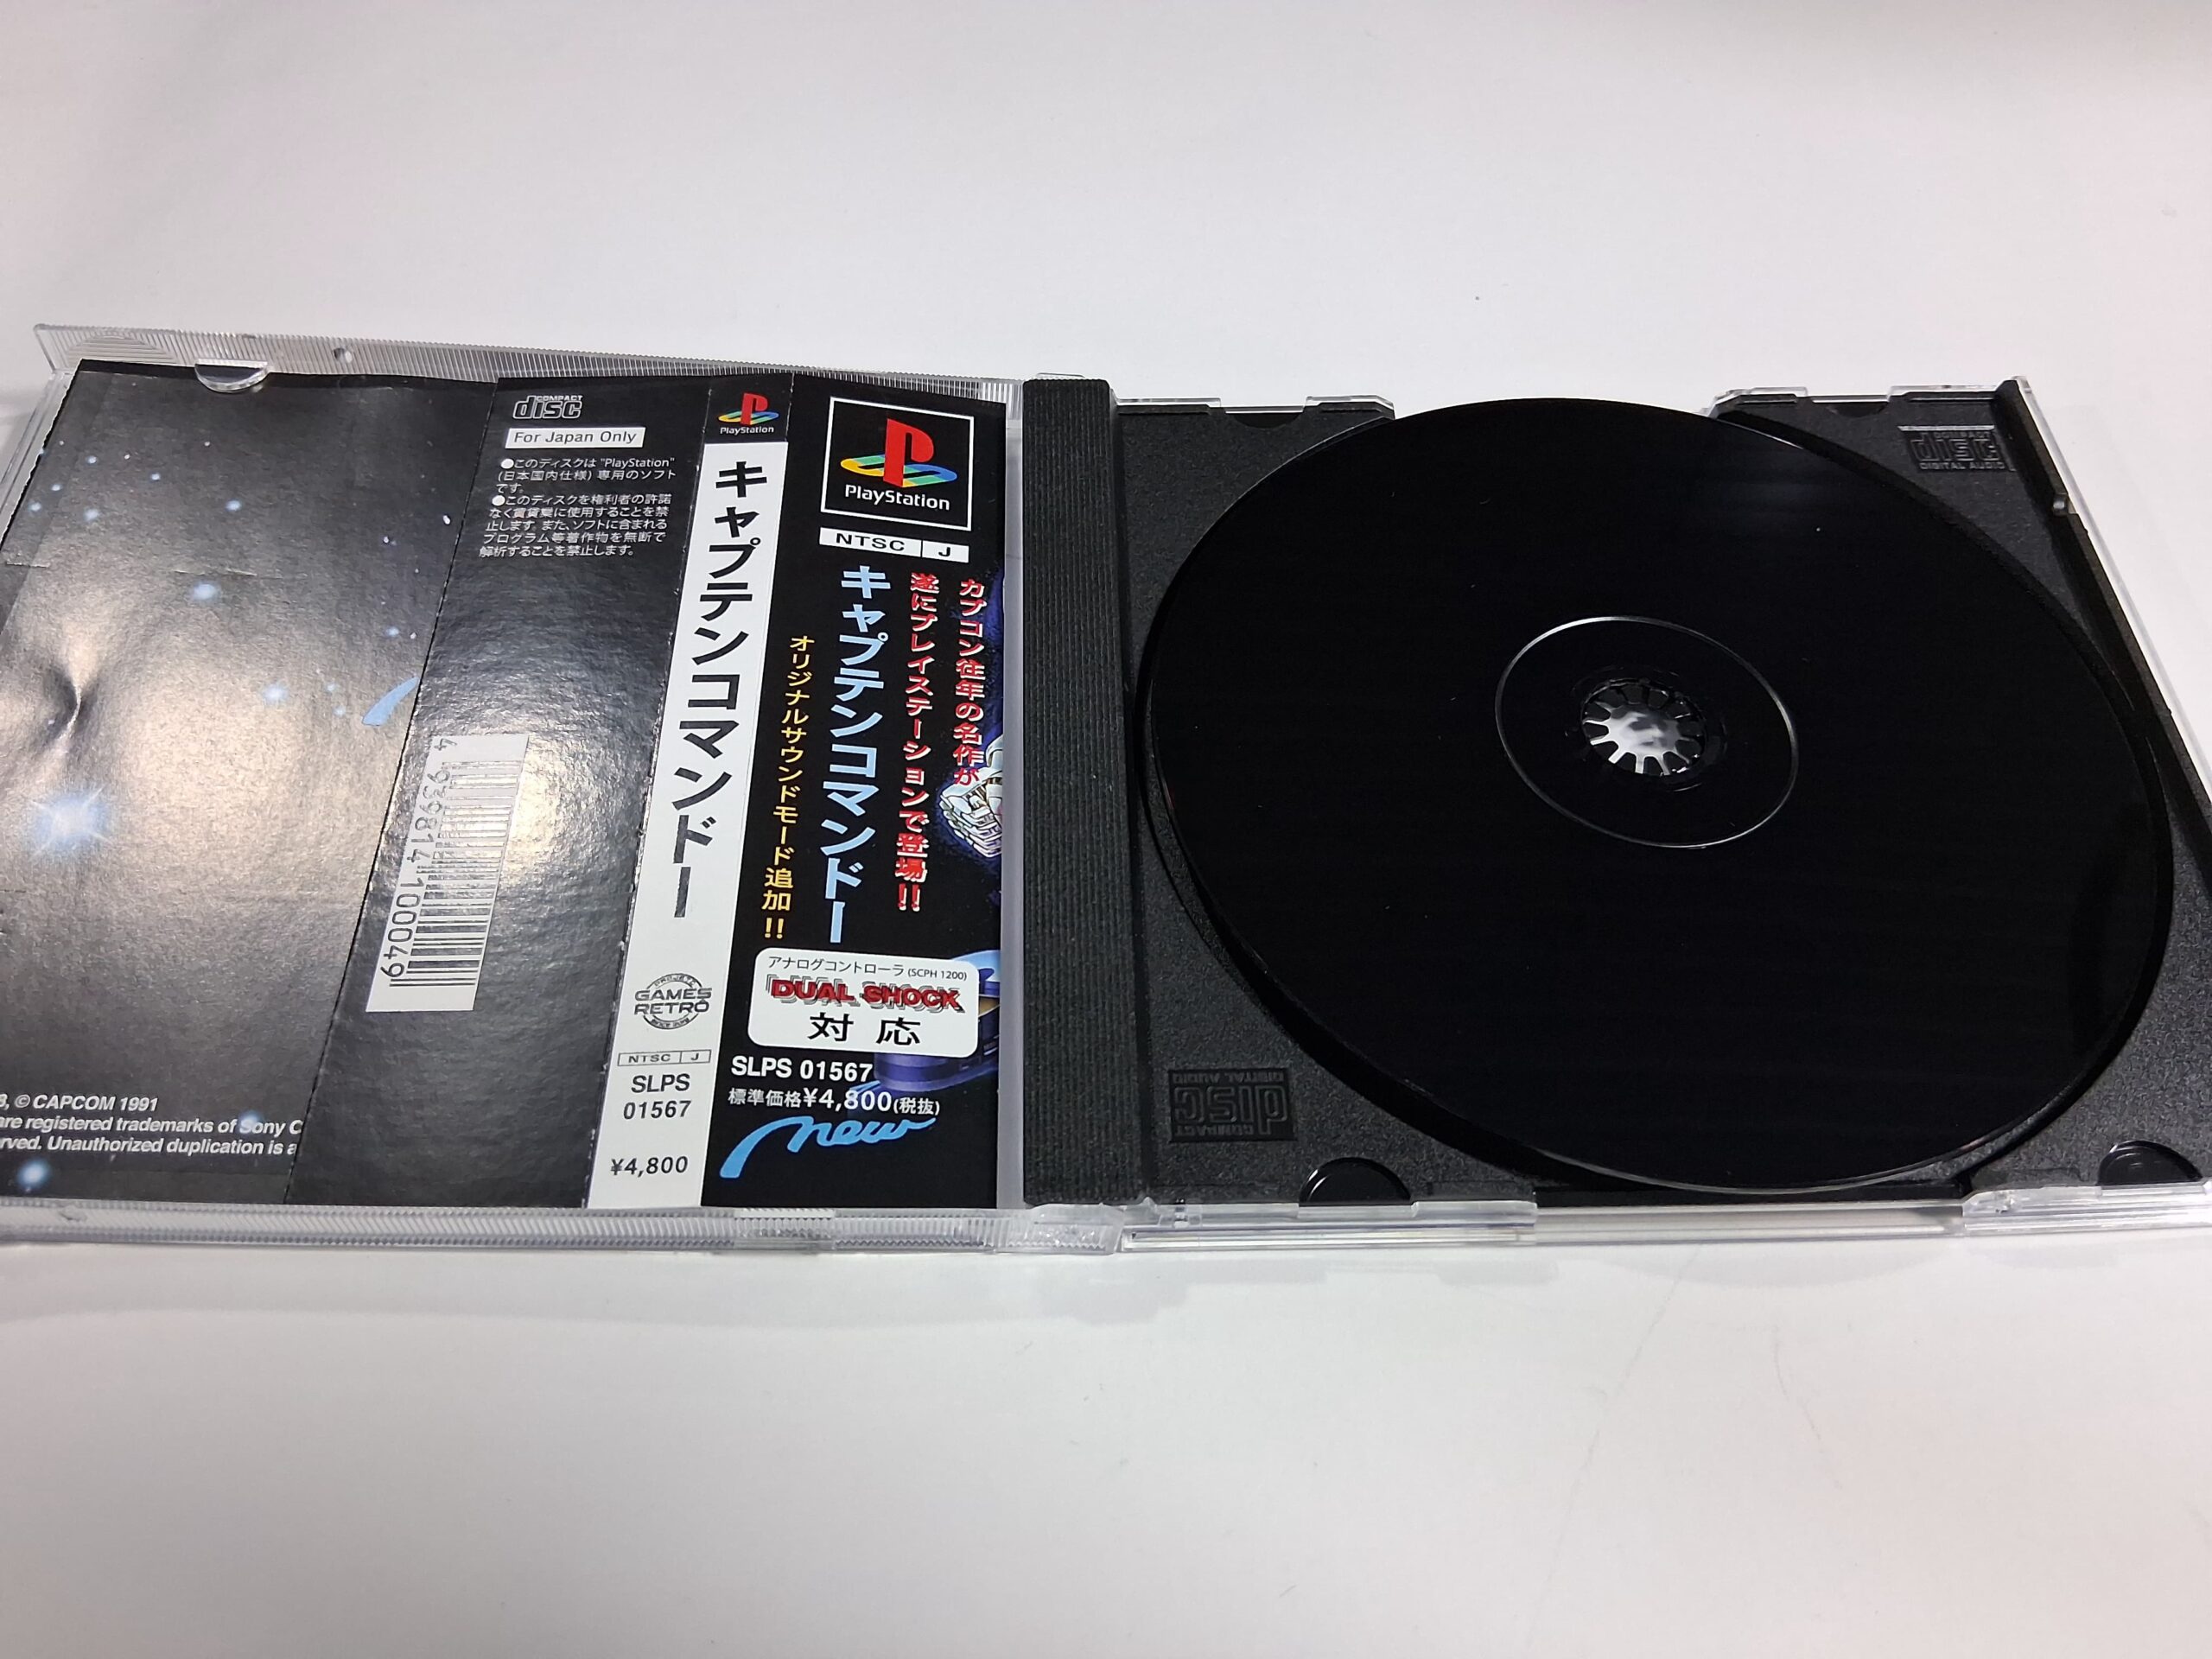 COMPACT
disc
For Japan Only
●このディスクは "PlayStation"
(日本国内仕様) 専用のソフト
です。
●このディスクを権利者の許諾
なく賃貸業に使用することを禁
止します。また、ソフトに含まれる
プログラム等著作物を無断で
解析することを禁止します。
4 939814 100049
, © CAPCOM 1991
are registered trademarks of Sony C
rved. Unauthorized duplication is a
PlayStation
キャプテンコマンドー
GAMES
RETRO
NTSC J
SLPS
01567
¥4,800
PlayStation
NTSC J
カプコン往年の名作が
遂にプレイステーションで登場!!
キャプテンコマンドー
オリジナルサウンドモード追加!!
アナログコントローラ (SCPH 1200)
DUAL SHOCK
対応
SLPS 01567
標準価格¥4,800(税抜)
new
COMPACT
disc
DIGITAL AUDIO
COMPACT
disc
DIGITAL AUDIO